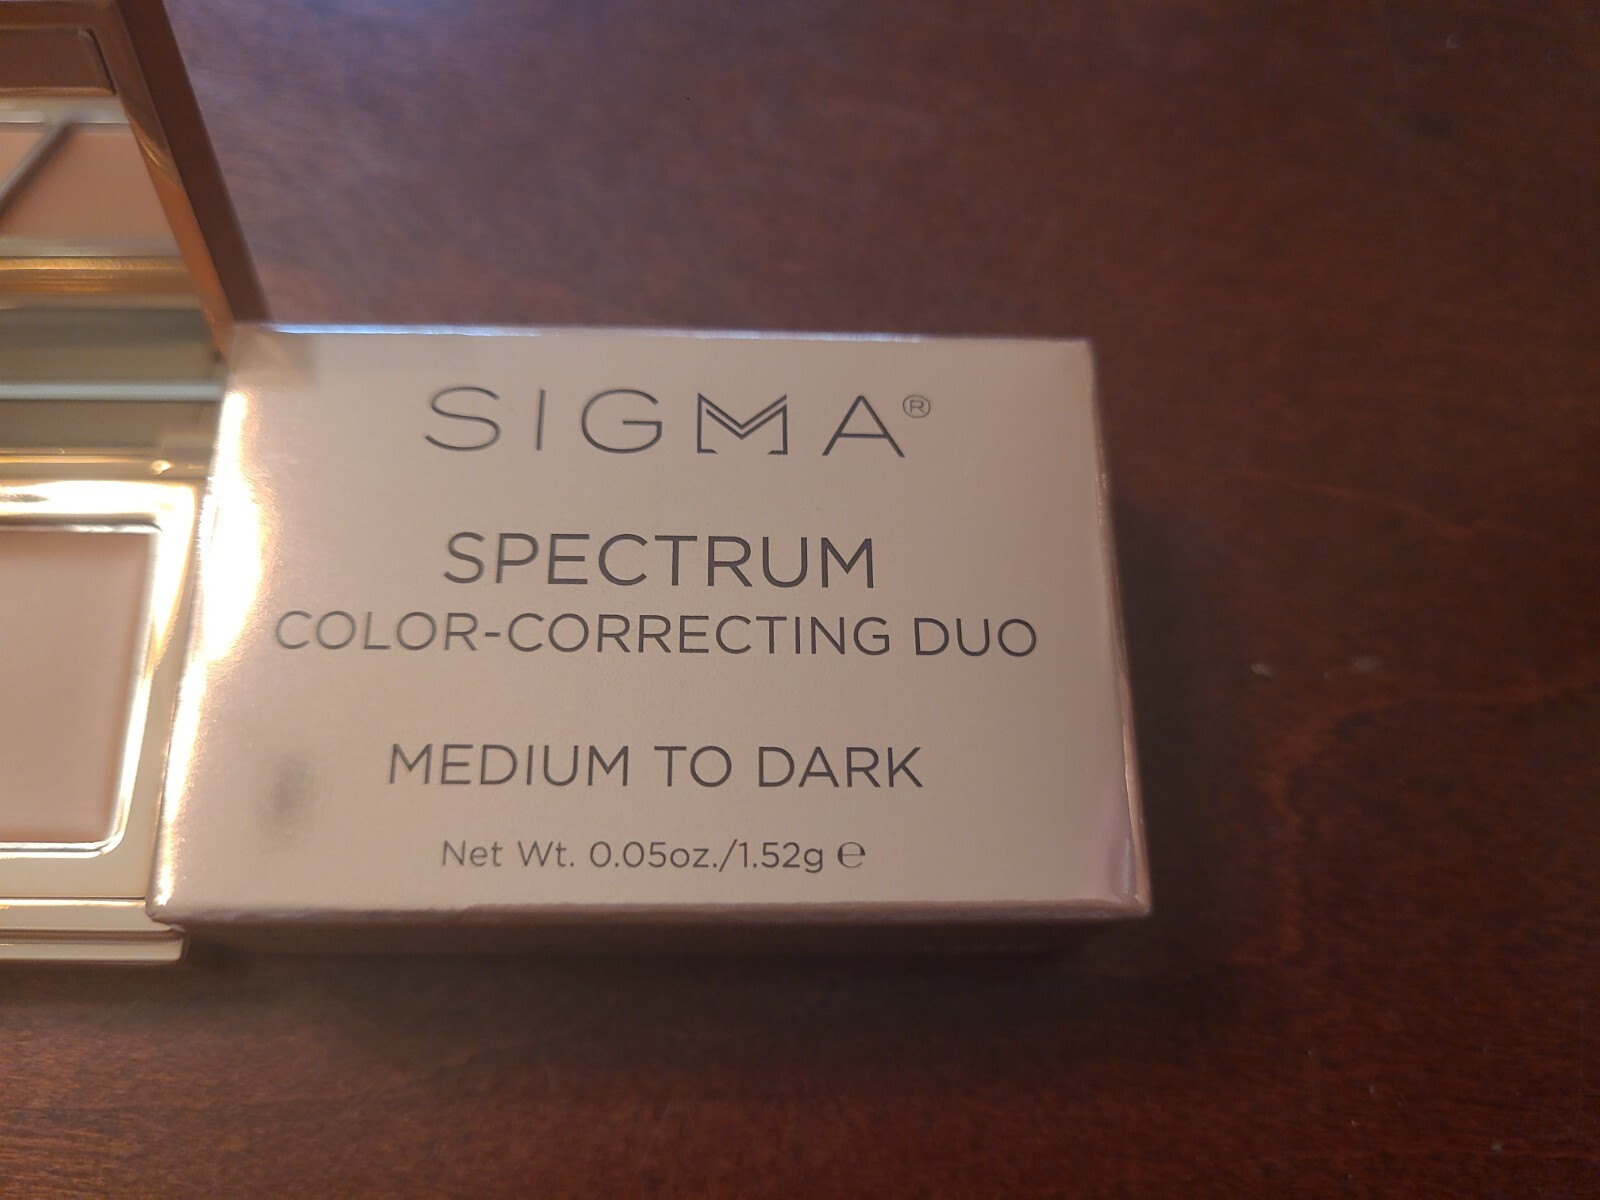 SIGMA®
SPECTRUM
COLOR-CORRECTING DUO
MEDIUM TO DARK
Net Wt. 0.05oz./1.52g ℮